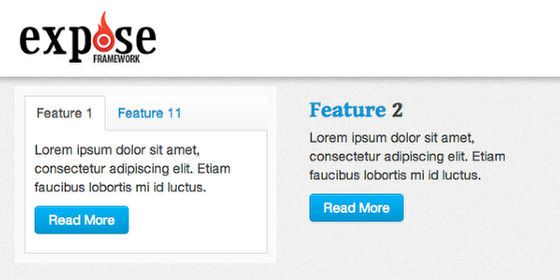 expose
FRAMEWORK
Feature 1
Feature 11
Lorem ipsum dolor sit amet,
consectetur adipiscing elit. Etiam
faucibus lobortis mi id luctus.
Read More
Feature 2
Lorem ipsum dolor sit amet,
consectetur adipiscing elit. Etiam
faucibus lobortis mi id luctus.
Read More